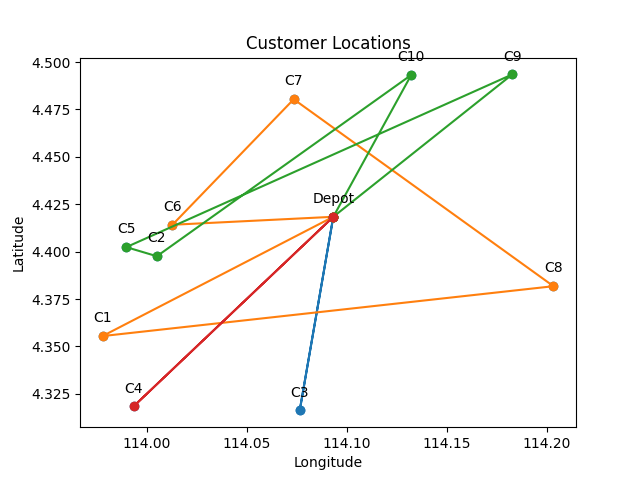 Customer Locations
C10
C9
C7
Depot
C6
C5
C2
C8
C1
C4
C3
4.500
4.475
4.450
4.425
4.400
4.375
4.350
4.325
Latitude
114.00
114.05
114.10
114.15
114.20
Longitude